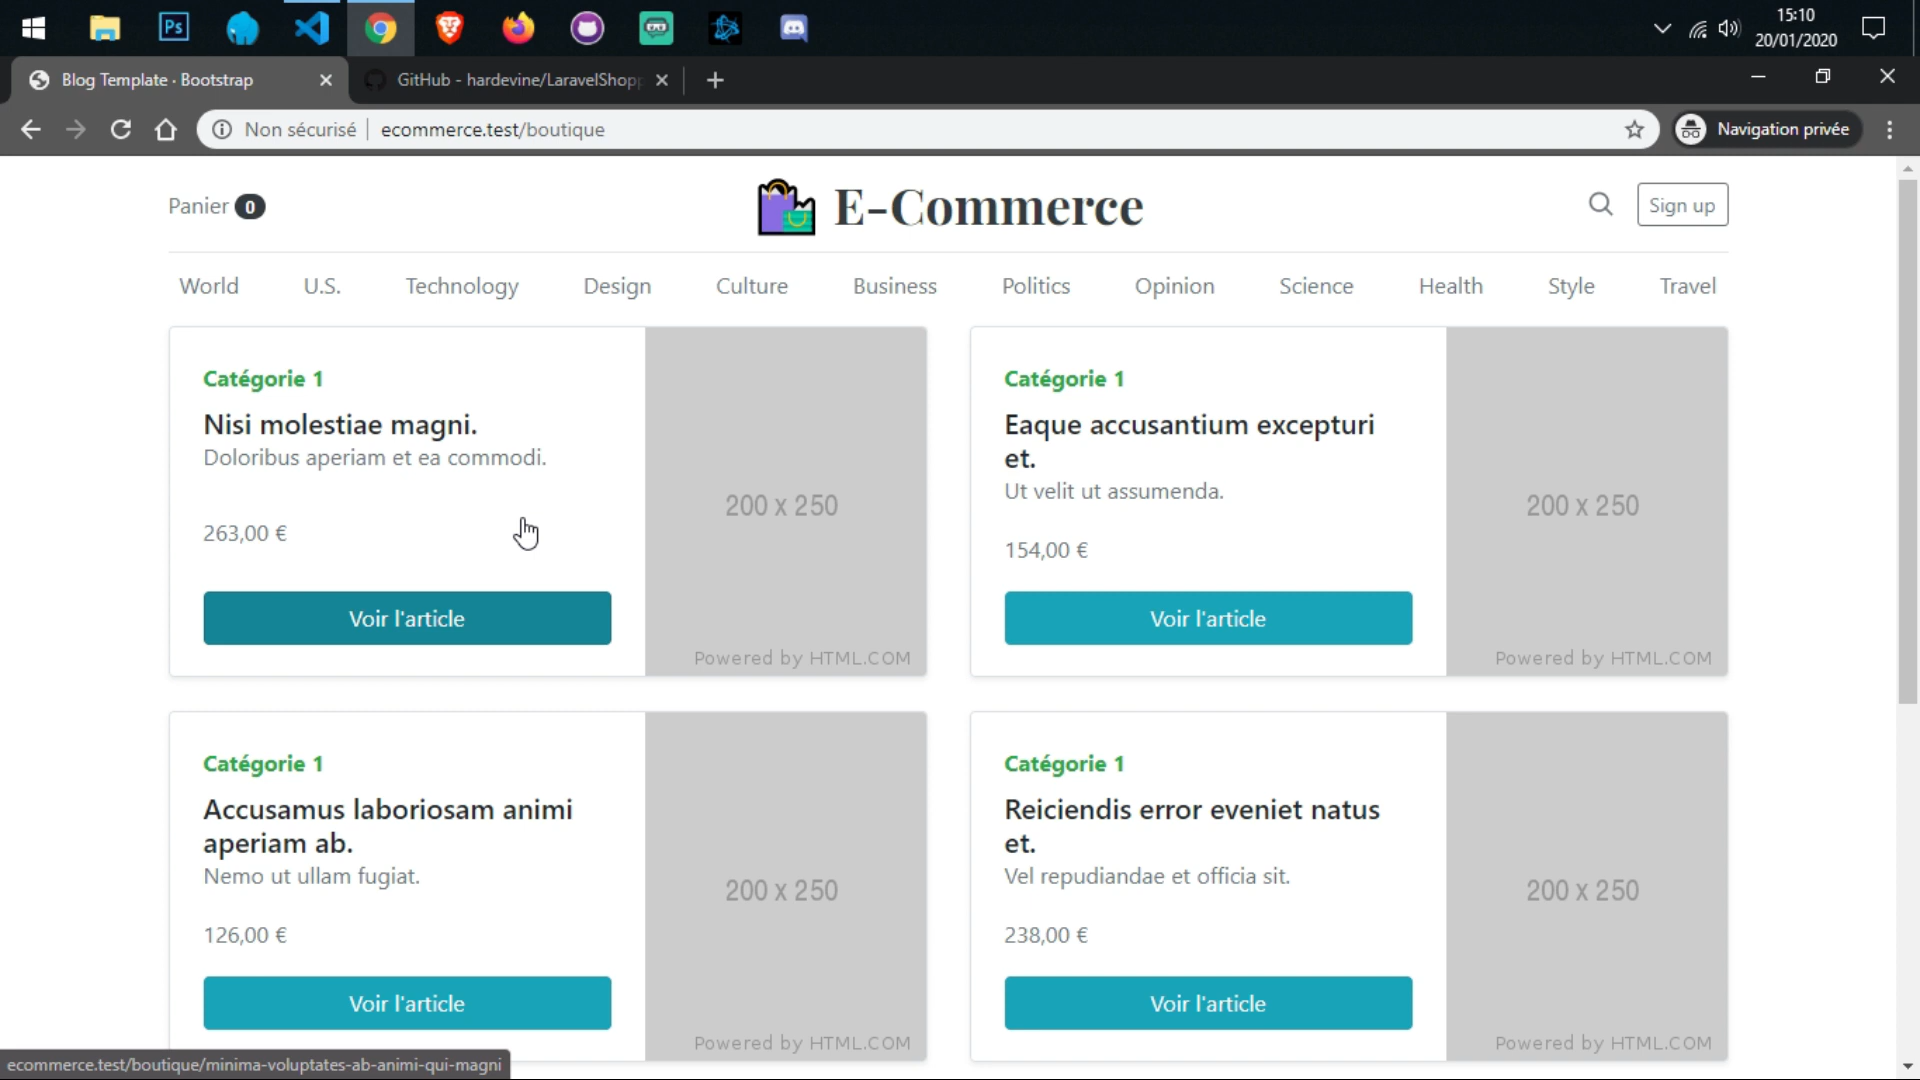 Ps
15:10
20/01/2020
Blog Template · Bootstrap
GitHub - hardevine/LaravelShopp
Non sécurisé
ecommerce.test/boutique
Navigation privée
Panier 0
E-Commerce
Sign up
World U.S. Technology Design Culture Business Politics Opinion Science Health Style Travel
Catégorie 1
Nisi molestiae magni.
Doloribus aperiam et ea commodi.
263,00 €
Voir l'article
200 x 250
Powered by HTML.COM
Catégorie 1
Eaque accusantium excepturi
et.
Ut velit ut assumenda.
154,00 €
Voir l'article
200 x 250
Powered by HTML.COM
Catégorie 1
Accusamus laboriosam animi
aperiam ab.
Nemo ut ullam fugiat.
126,00 €
Voir l'article
200 x 250
Powered by HTML.COM
Catégorie 1
Reiciendis error eveniet natus
et.
Vel repudiandae et officia sit.
238,00 €
Voir l'article
200 x 250
Powered by HTML.COM
ecommerce.test/boutique/minima-voluptates-ab-animi-qui-magni